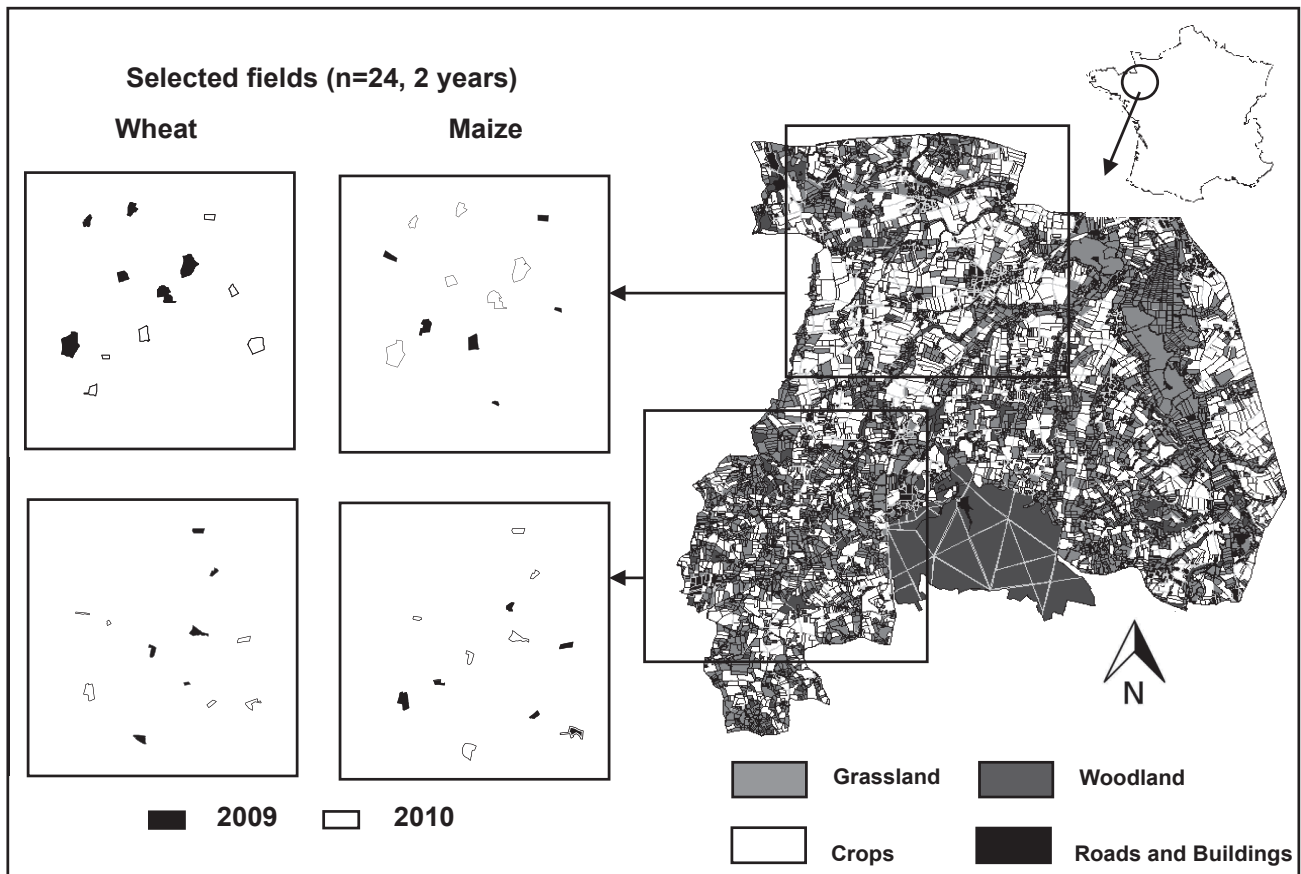 Selected fields (n=24, 2 years)
Wheat
Maize
2009
2010
N
Grassland
Woodland
Crops
Roads and Buildings